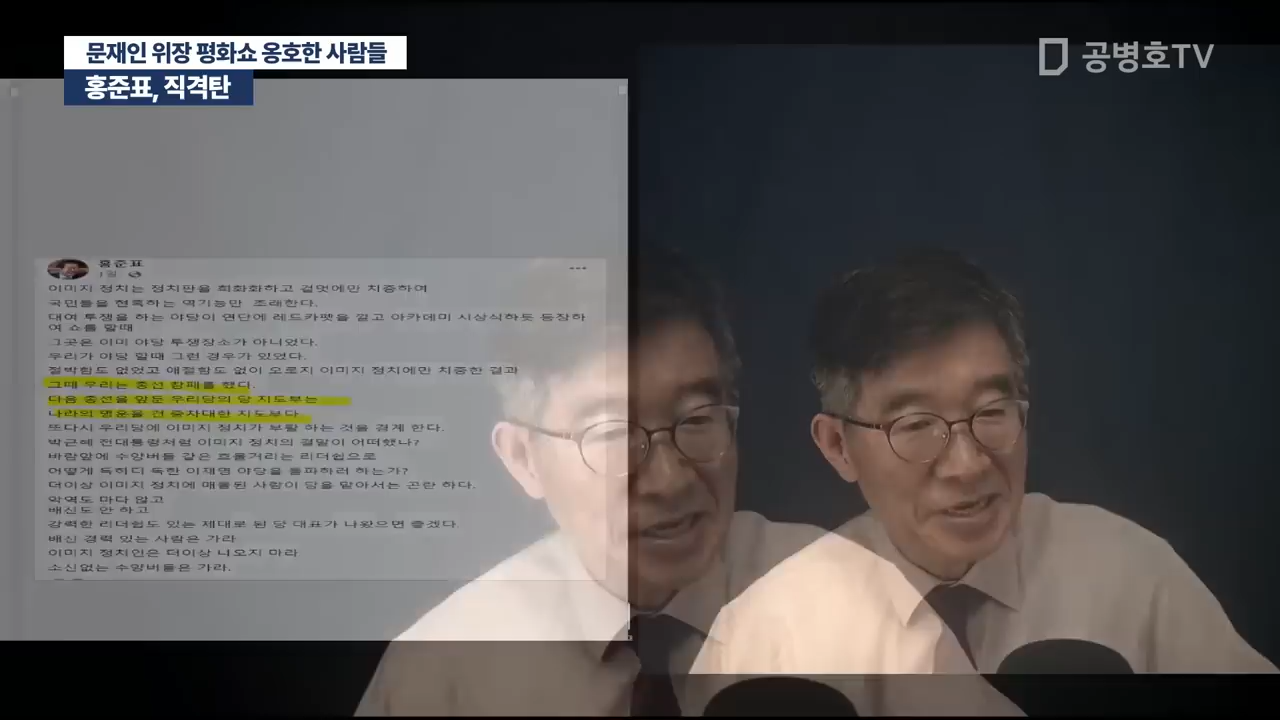 문재인 위장 평화쇼 옹호한 사람들
홍준표, 직격탄
공병호TV
홍준표
1월
이미지 정치는 정치판을 희화화하고 겉멋에만 치중하여
국민들을 현혹하는 역기능만 초래한다.
대여 투쟁을 하는 야당이 연단에 레드카펫을 깔고 아카데미 시상식하듯 등장하
여 쇼를 할때
그곳은 이미 야당 투쟁장소가 아니었다.
우리가 야당 할때 그런 경우가 있었다.
절박함도 없었고 애절함도 없이 오로지 이미지 정치에만 치중한 결과
그때 우리는 총선 참패를 했다.
다음 총선을 앞둔 우리당의 당 지도부는
나라의 명운을 건 중차대한 지도부다.
또다시 우리당에 이미지 정치가 부활 하는 것을 경계 한다.
박근혜 전대통령처럼 이미지 정치의 결말이 어떠했나?
바람앞에 수양버들 같은 흐물거리는 리더쉽으로
어떻게 독하디 독한 이재명 야당을 돌파하려 하는가?
더이상 이미지 정치에 매몰된 사람이 당을 맡아서는 곤란 하다.
악역도 마다 않고
배신도 안 하고
강력한 리더쉽도 있는 제대로 된 당 대표가 나왔으면 좋겠다.
배신 경력 있는 사람은 가라
이미지 정치인은 더이상 나오지 마라
소신없는 수양버들은 가라.